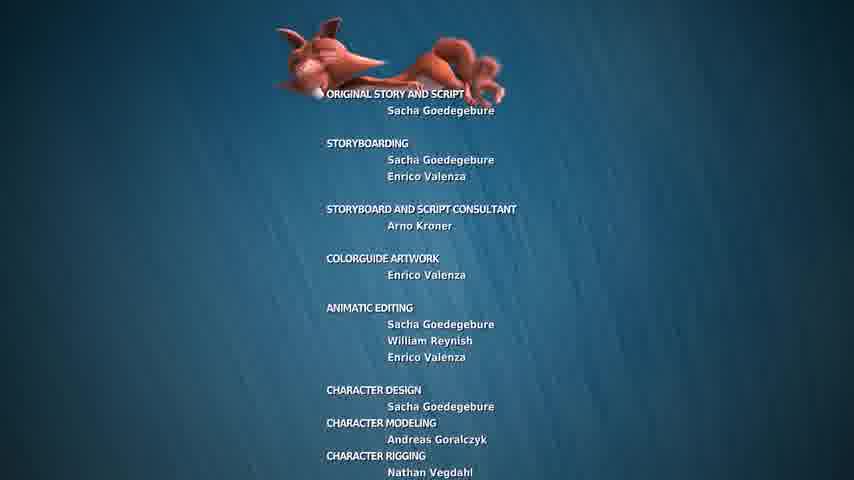 ORIGINAL STORY AND SCRIPT
Sacha Goedegebure
STORYBOARDING
Sacha Goedegebure
Enrico Valenza
STORYBOARD AND SCRIPT CONSULTANT
Arno Kroner
COLORGUIDE ARTWORK
Enrico Valenza
ANIMATIC EDITING
Sacha Goedegebure
William Reynish
Enrico Valenza
CHARACTER DESIGN
Sacha Goedegebure
CHARACTER MODELING
Andreas Goralczyk
CHARACTER RIGGING
Nathan Vegdahl